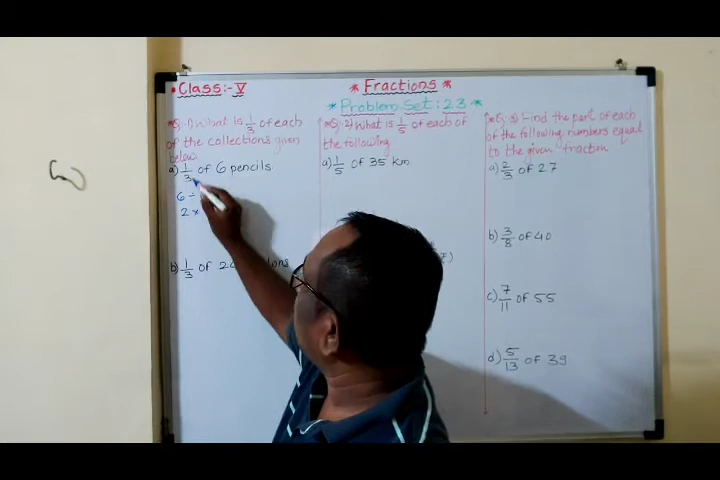 • Class:- V
* Fractions *
* Problem Set: 23 *
*Q.1) What is 1/3 of each
of the collections given
below
a) 1/3 of 6 pencils
6 ÷
2 ×
b) 1/3 of
*Q.2) What is 1/5 of each of
the following
a) 1/5 of 35 km
*Q.3) Find the part of each
of the following numbers equal
to the given fraction
a) 2/3 of 27
b) 3/8 of 40
c) 7/11 of 55
d) 5/13 of 39